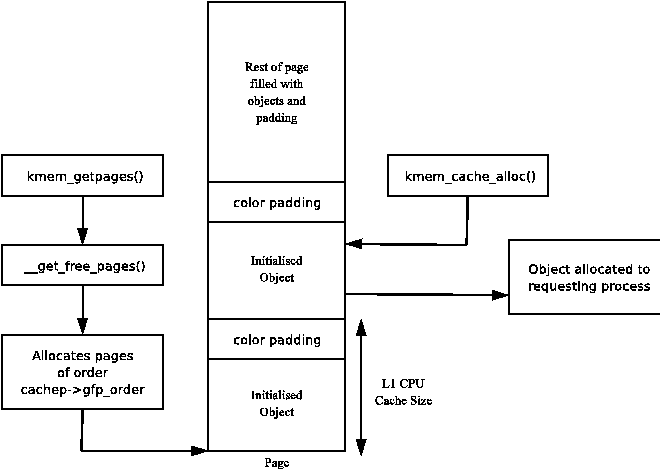 Rest of page
filled with
objects and
padding
kmem_getpages()
kmem_cache_alloc()
color padding
__get_free_pages()
Initialised
Object
Object allocated to
requesting process
color padding
Allocates pages
of order
cachep->gfp_order
L1 CPU
Cache Size
Initialised
Object
Page